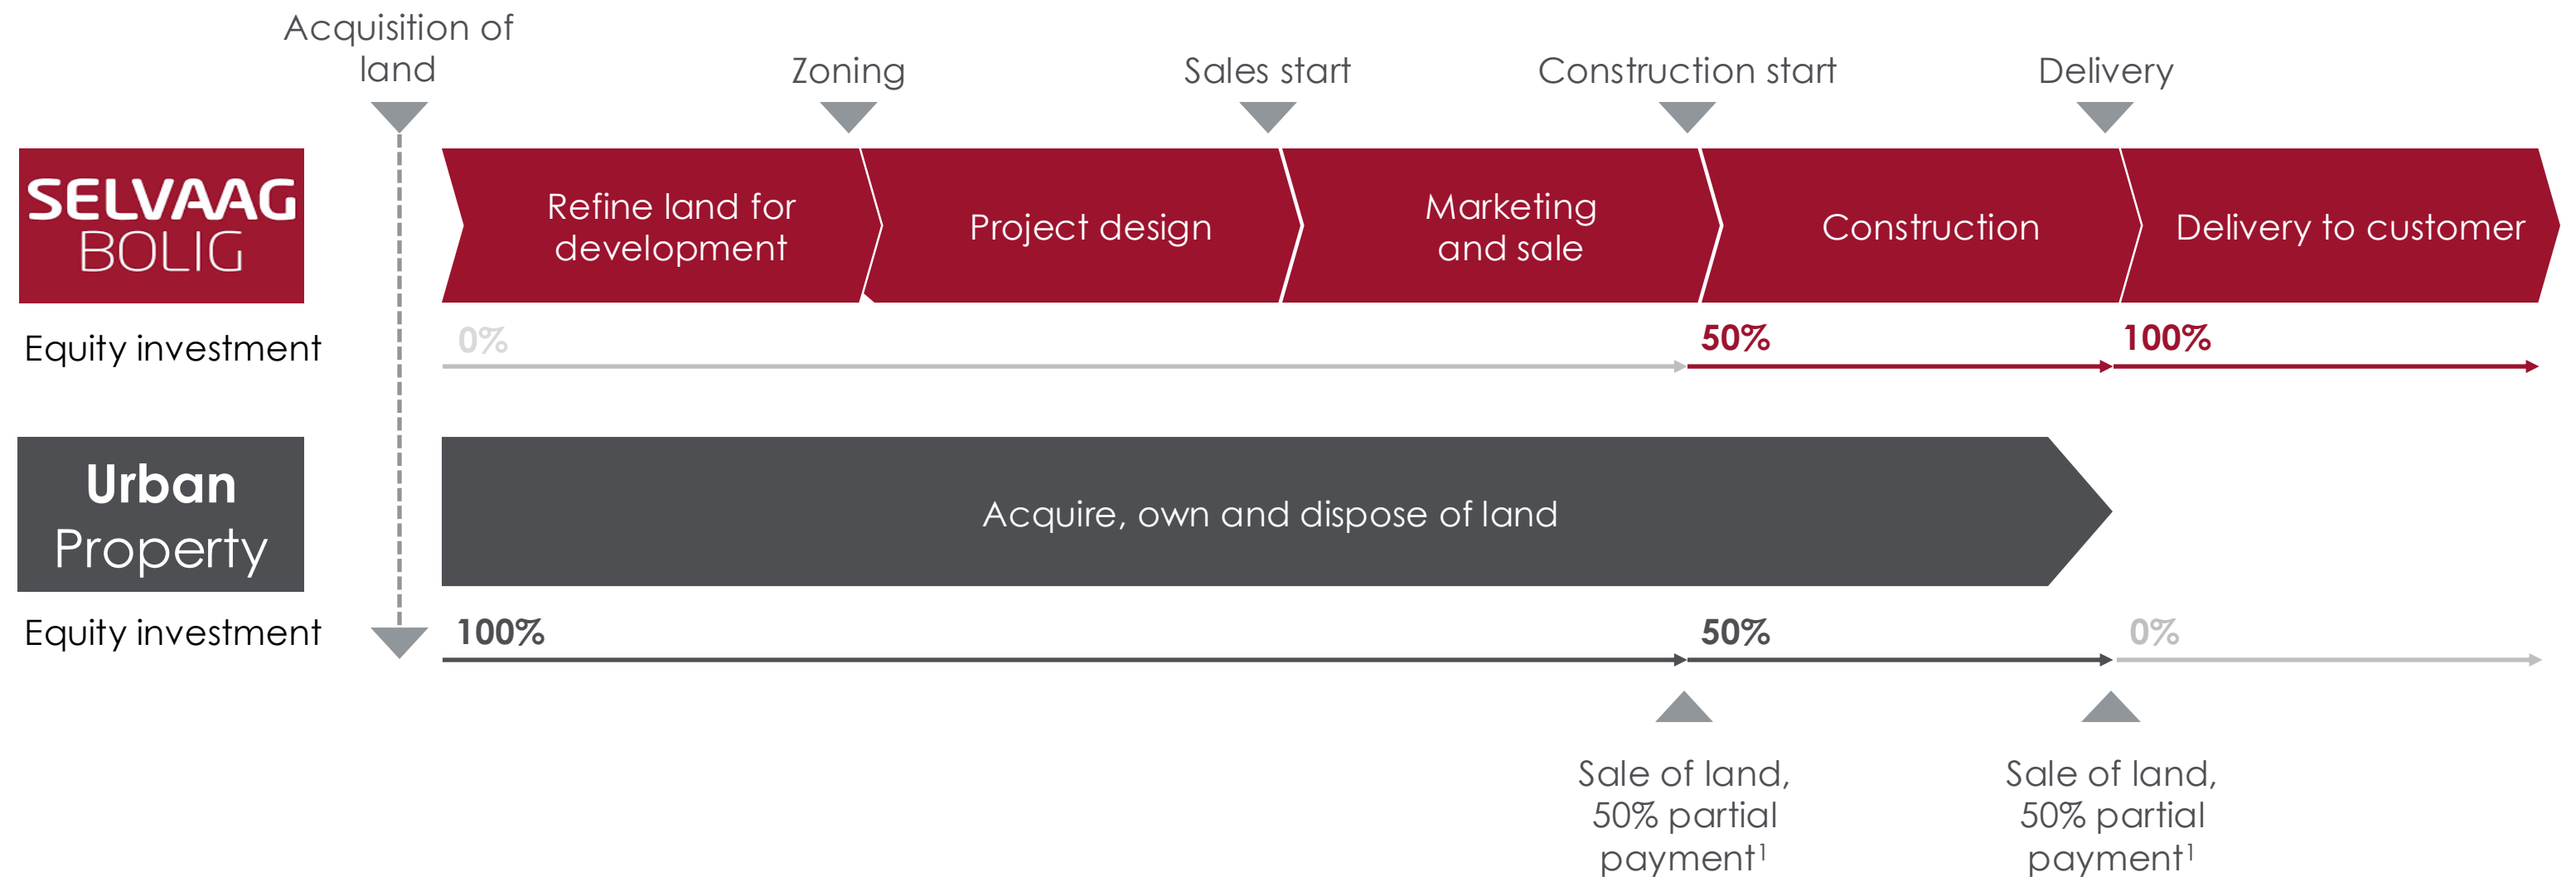 Acquisition of
land
Zoning
Sales start
Construction start
Delivery
SELVAAG
BOLIG
Refine land for
development
Project design
Marketing
and sale
Construction
Delivery to customer
Equity investment
0%
50%
100%
Urban
Property
Acquire, own and dispose of land
Equity investment
100%
50%
0%
Sale of land,
50% partial
payment¹
Sale of land,
50% partial
payment¹